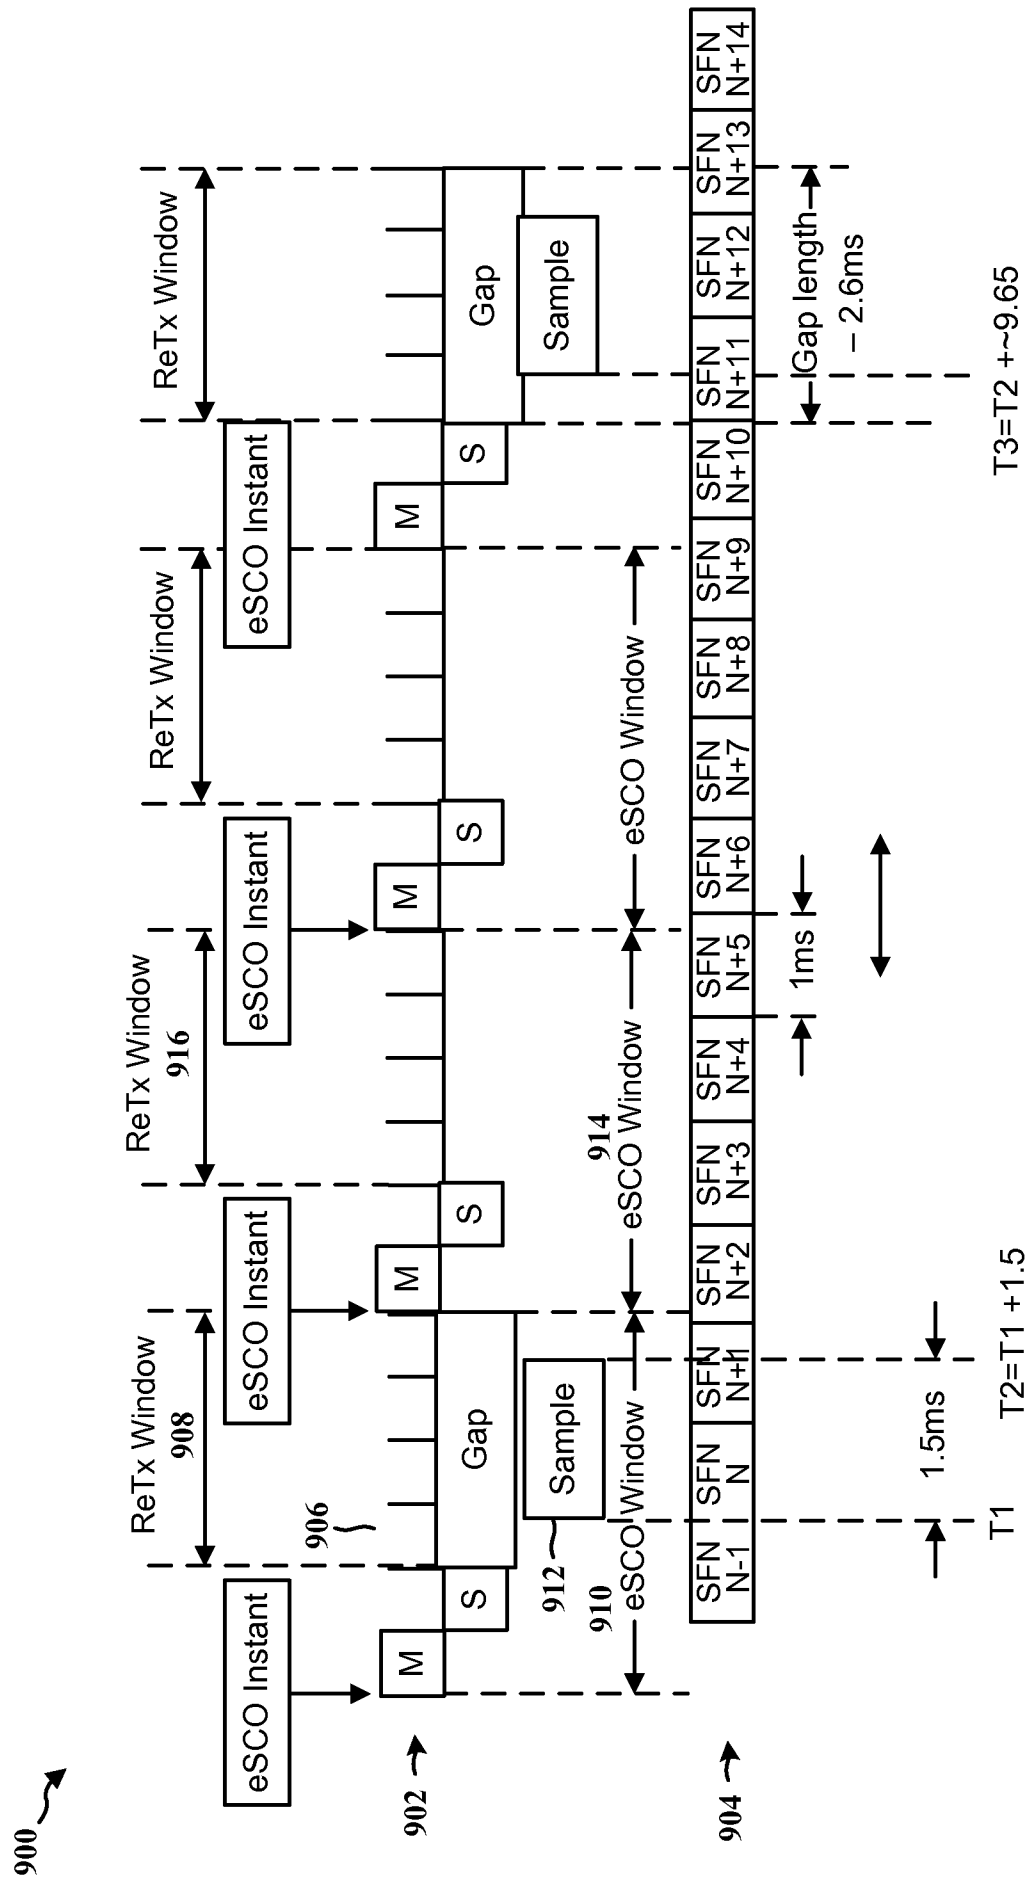 900
ReTx Window
908
ReTx Window
916
ReTx Window
ReTx Window
eSCO Instant
eSCO Instant
eSCO Instant
eSCO Instant
902
906
M
M
M
M
S
S
S
S
Gap
Gap
912
Sample
Sample
910
eSCO Window
914
eSCO Window
eSCO Window
904
SFN
N-1
SFN
N
SFN
N+1
SFN
N+2
SFN
N+3
SFN
N+4
SFN
N+5
SFN
N+6
SFN
N+7
SFN
N+8
SFN
N+9
SFN
N+10
SFN
N+11
SFN
N+12
SFN
N+13
SFN
N+14
1ms
Gap length
– 2.6ms
1.5ms
T1
T2=T1 +1.5
T3=T2 +~9.65